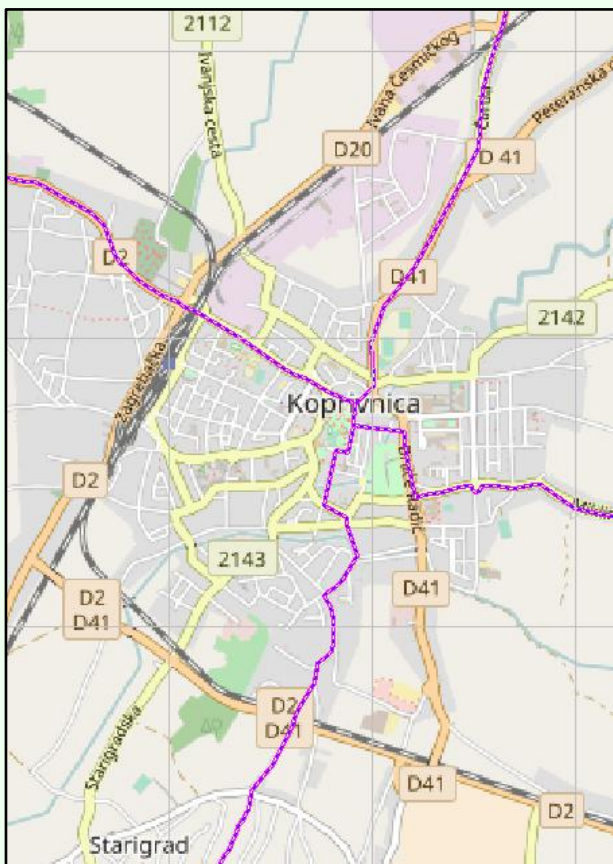 2112
Ivanjska cesta
Ivana Česmičkog
D20
Peteranska
D 41
D2
D41
2142
Zagrebačka
Koprivnica
D2
Braće Radić
2143
D2
D41
D41
D2
D41
Starigradska
D41
D2
Starigrad